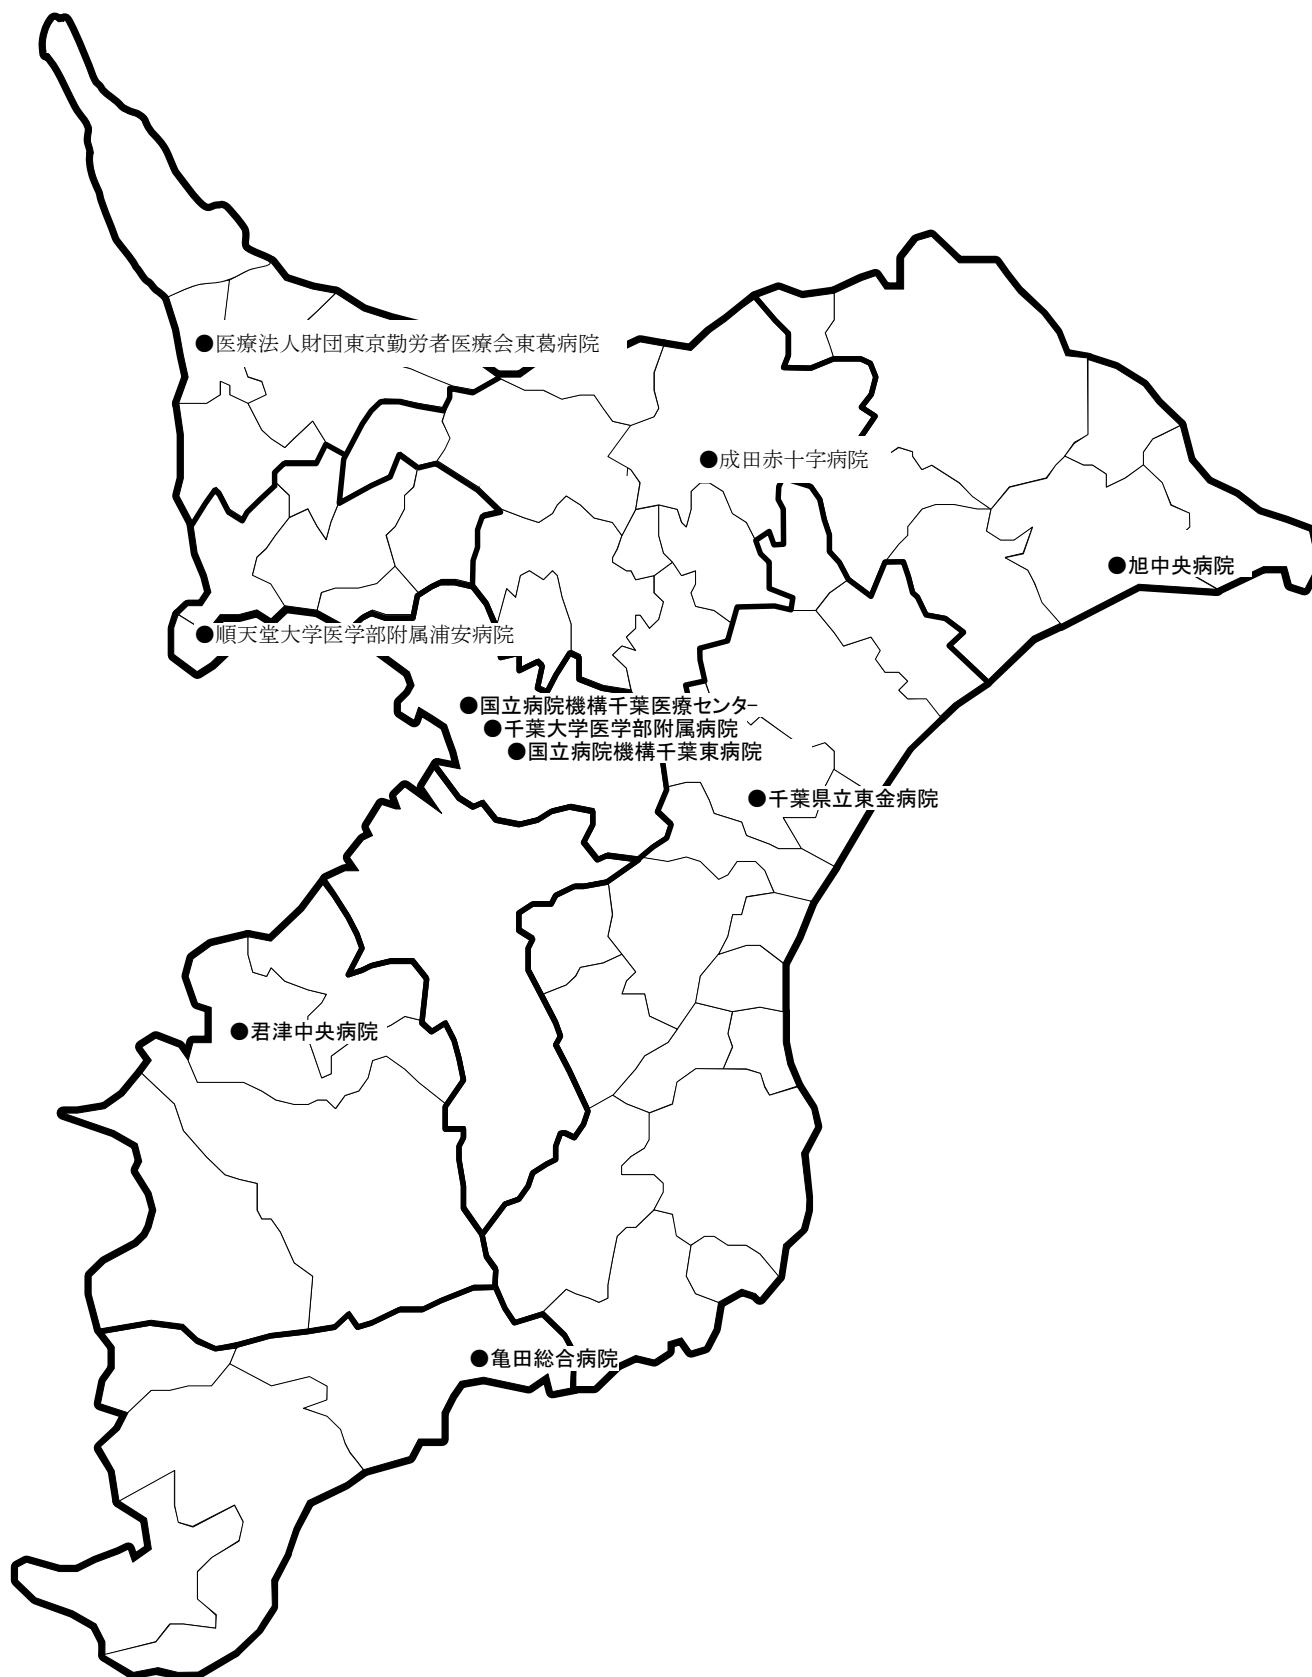 ●医療法人財団東京勤労者医療会東葛病院
●成田赤十字病院
●旭中央病院
●順天堂大学医学部附属浦安病院
●国立病院機構千葉医療センター
●千葉大学医学部附属病院
●国立病院機構千葉東病院
●千葉県立東金病院
●君津中央病院
●亀田総合病院